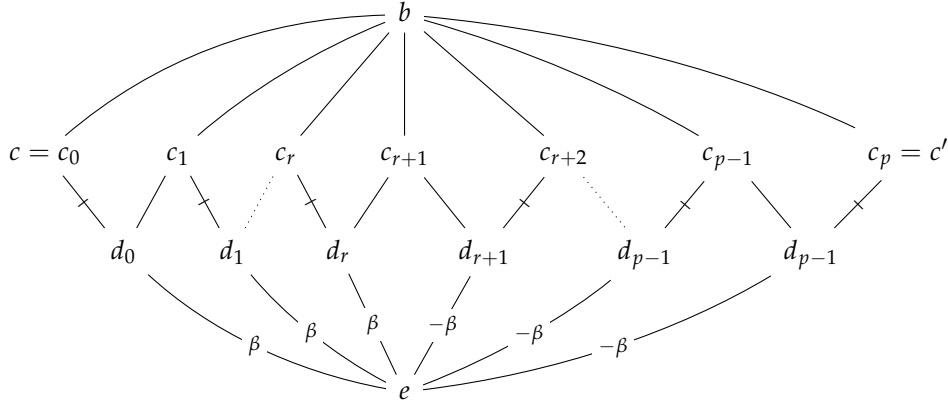 b
c = c₀ c₁ cᵣ cᵣ₊₁ cᵣ₊₂ cₚ₋₁ cₚ = c′
d₀ d₁ dᵣ dᵣ₊₁ dₚ₋₁ dₚ₋₁
β β β −β −β −β
e